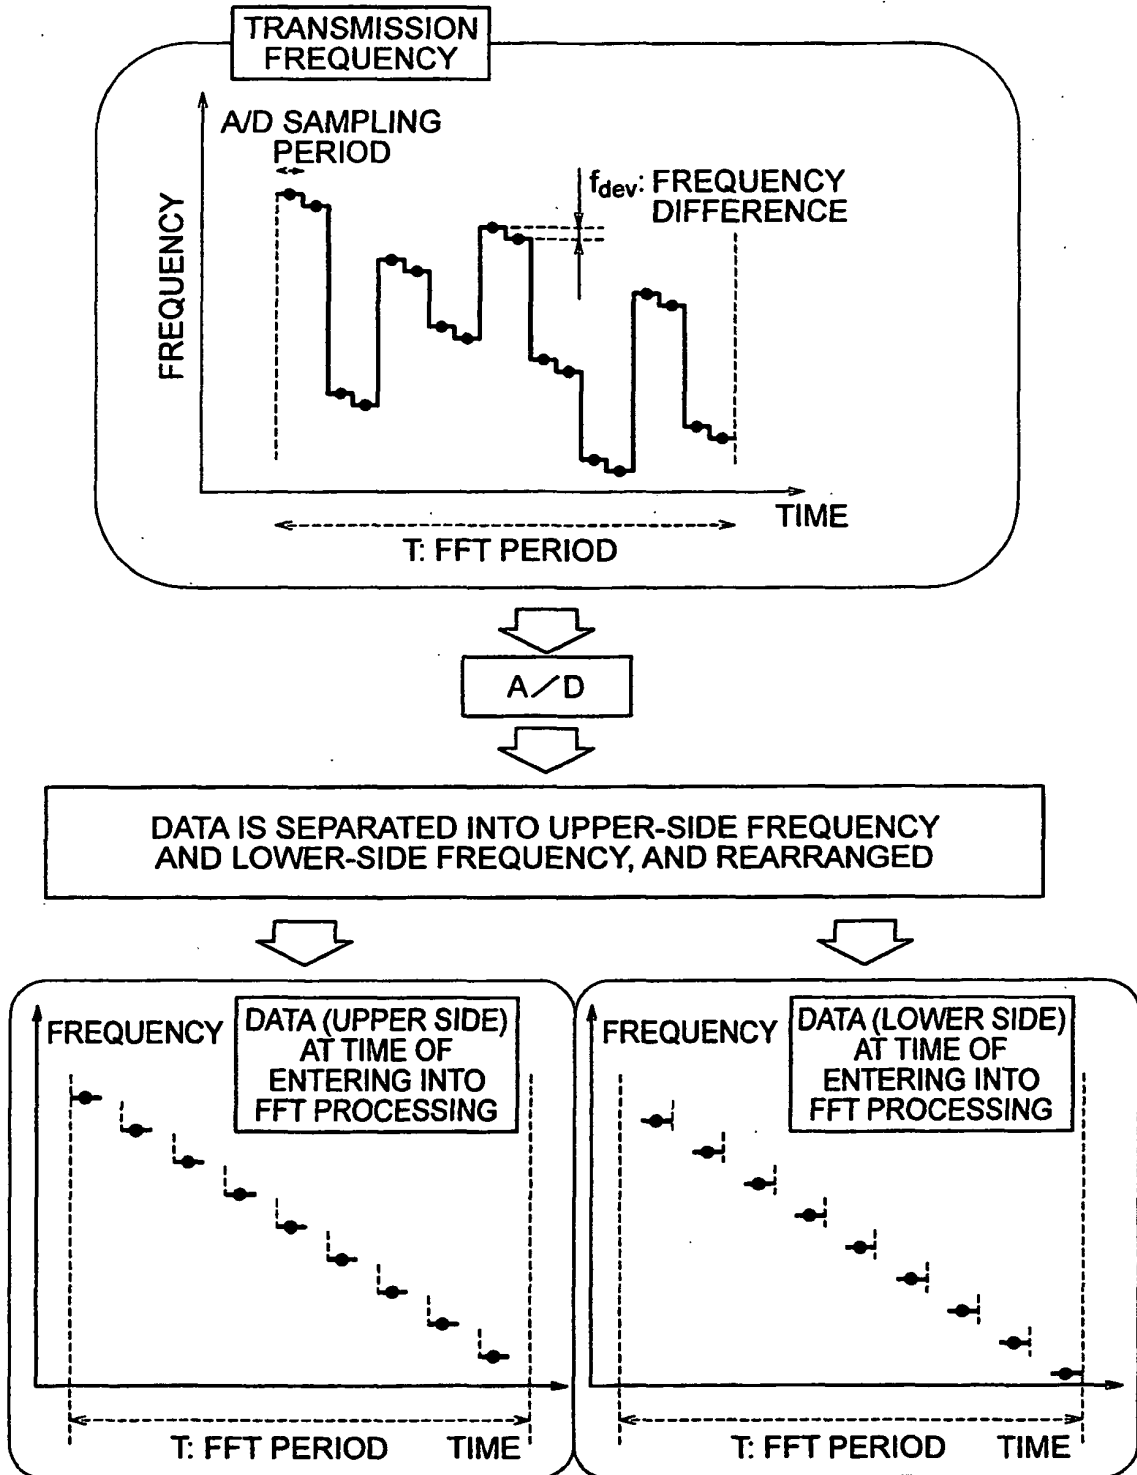 TRANSMISSION
FREQUENCY
A/D SAMPLING
PERIOD
fdev: FREQUENCY
DIFFERENCE
FREQUENCY
TIME
T: FFT PERIOD
A/D
DATA IS SEPARATED INTO UPPER-SIDE FREQUENCY
AND LOWER-SIDE FREQUENCY, AND REARRANGED
FREQUENCY
DATA (UPPER SIDE)
AT TIME OF
ENTERING INTO
FFT PROCESSING
T: FFT PERIOD
TIME
FREQUENCY
DATA (LOWER SIDE)
AT TIME OF
ENTERING INTO
FFT PROCESSING
T: FFT PERIOD
TIME